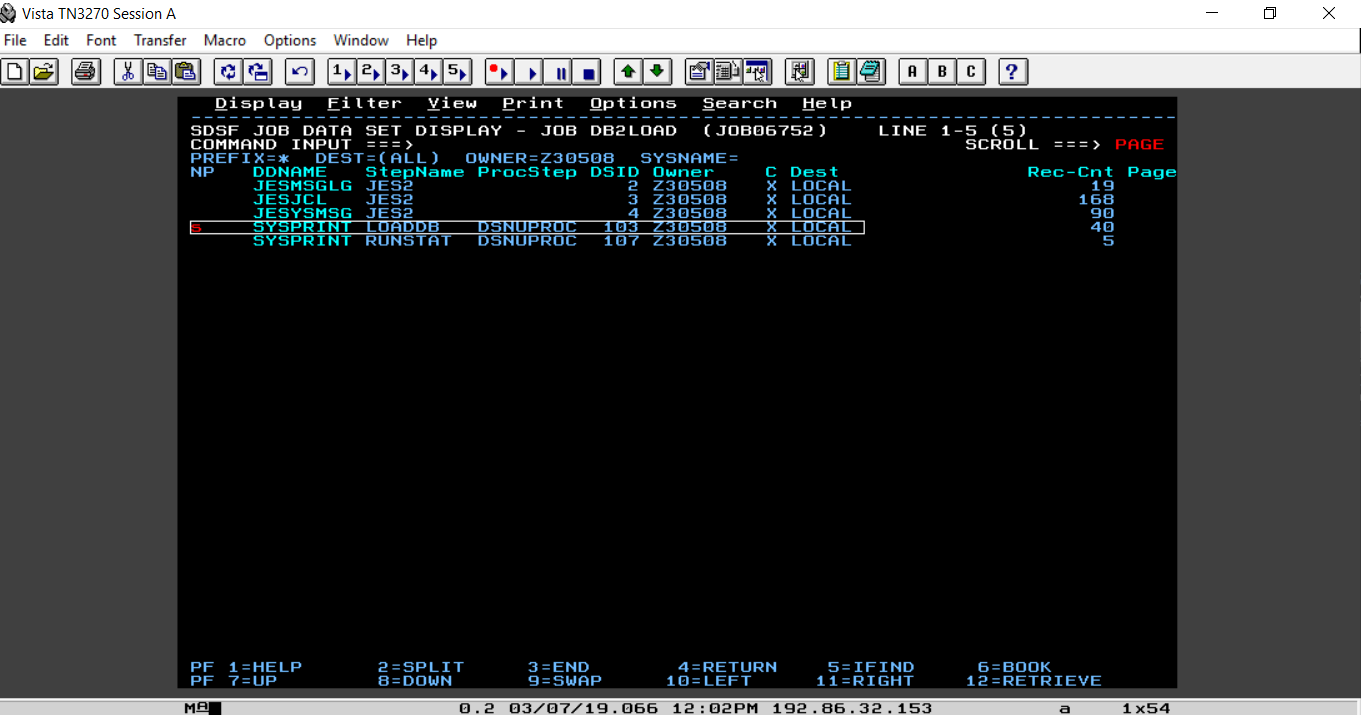 Vista TN3270 Session A
File Edit Font Transfer Macro Options Window Help
1 2 3 4 5 A B C ?
Display Filter View Print Options Search Help
SDSF JOB DATA SET DISPLAY - JOB DB2LOAD (JOB06752) LINE 1-5 (5)
COMMAND INPUT ===> SCROLL ===> PAGE
PREFIX=* DEST=(ALL) OWNER=Z30508 SYSNAME=
NP DDNAME StepName ProcStep DSID Owner C Dest Rec-Cnt Page
JESMSGLG JES2 2 Z30508 X LOCAL 19
JESJCL JES2 3 Z30508 X LOCAL 168
JESYSMSG JES2 4 Z30508 X LOCAL 90
S SYSPRINT LOADDB DSNUPROC 103 Z30508 X LOCAL 40
SYSPRINT RUNSTAT DSNUPROC 107 Z30508 X LOCAL 5
PF 1=HELP 2=SPLIT 3=END 4=RETURN 5=IFIND 6=BOOK
PF 7=UP 8=DOWN 9=SWAP 10=LEFT 11=RIGHT 12=RETRIEVE
MA 0.2 03/07/19.066 12:02PM 192.86.32.153 a 1x54